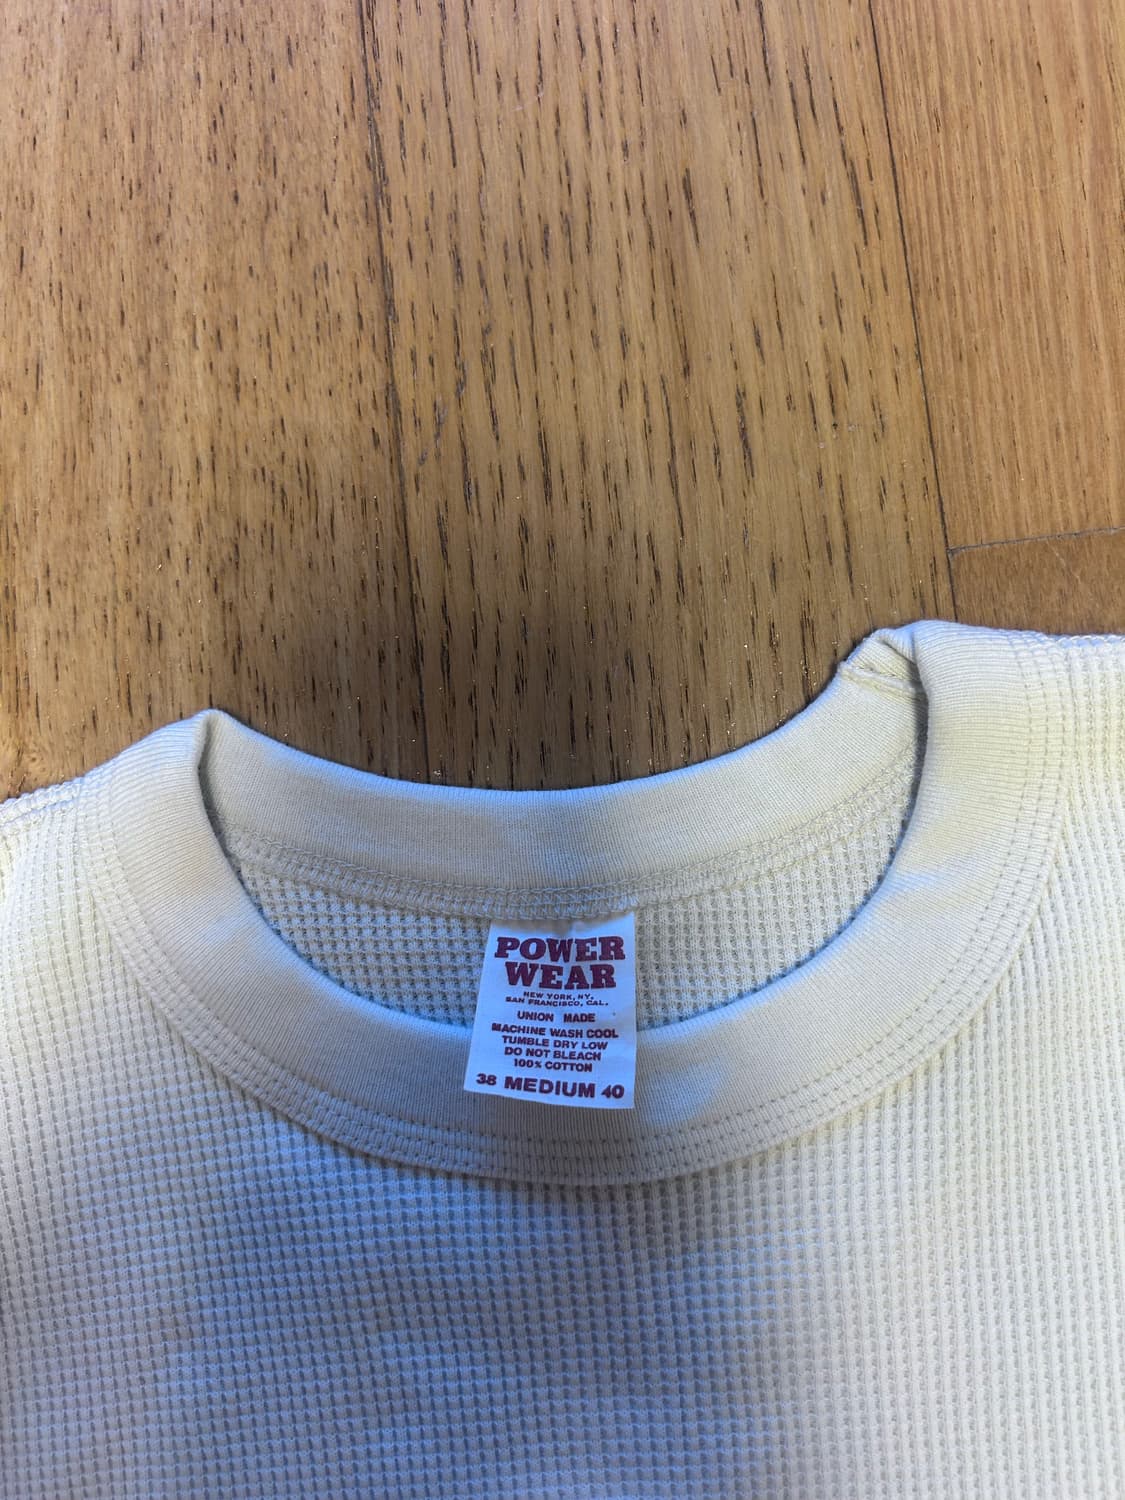 POWER
WEAR
NEW YORK, NY.
SAN FRANCISCO, CAL.
UNION MADE
MACHINE WASH COOL
TUMBLE DRY LOW
DO NOT BLEACH
100% COTTON
38 MEDIUM 40